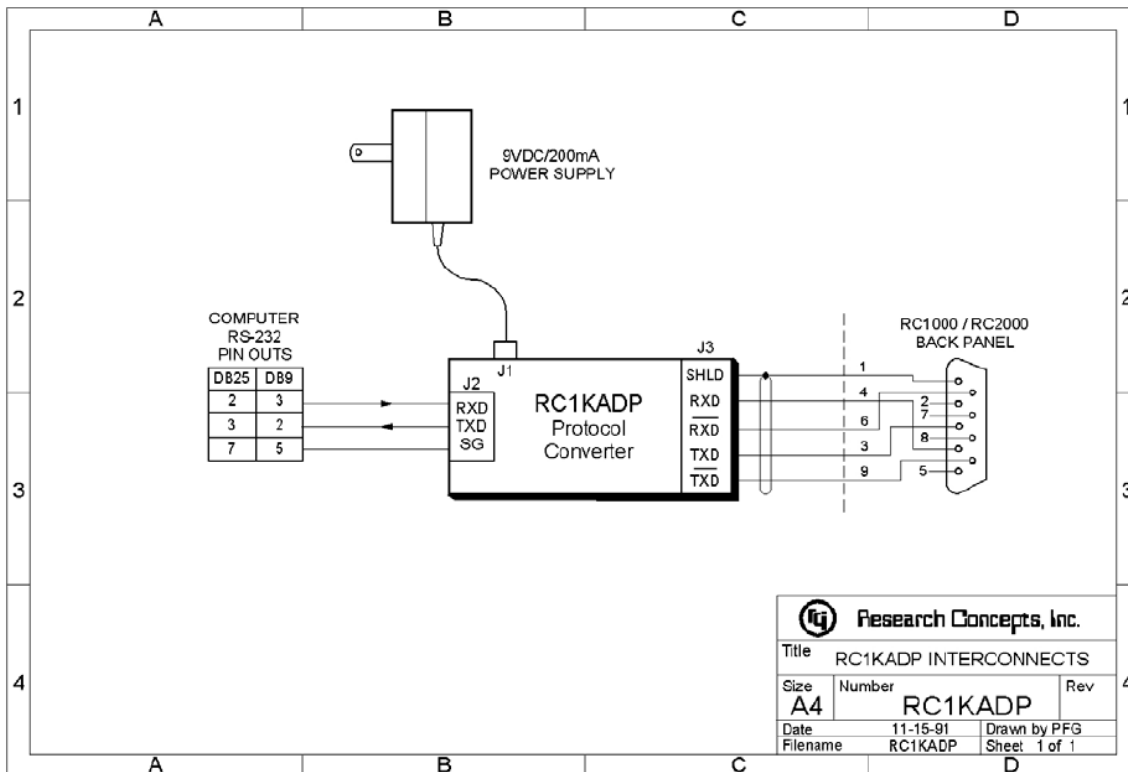 A B C D
1 1
9VDC/200mA
POWER SUPPLY
2 2
COMPUTER
RS-232
PIN OUTS
DB25 DB9
2 3
3 2
7 5
J1
J2
RXD
TXD
SG
RC1KADP
Protocol
Converter
J3
SHLD
RXD
RXD
TXD
TXD
1
4
6
3
9
RC1000 / RC2000
BACK PANEL
2
7
8
5
3 3
4 4
rci Research Concepts, Inc.
Title RC1KADP INTERCONNECTS
Size A4 Number RC1KADP Rev
Date 11-15-91 Drawn by PFG
Filename RC1KADP Sheet 1 of 1
A B C D